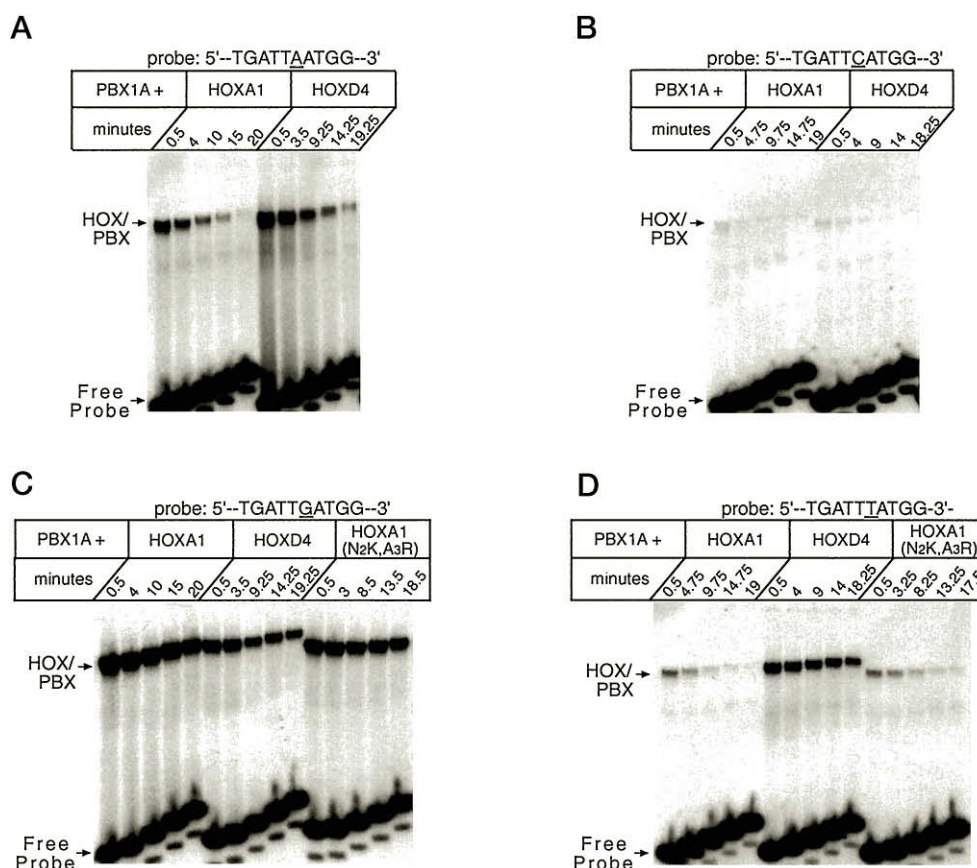 A
probe: 5'--TGATTAATGG--3'
PBX1A + HOXA1 HOXD4
minutes 0.5 4 10 15 20 0.5 3.5 9.25 14.25 19.25
HOX/
PBX
Free
Probe
B
probe: 5'--TGATTCATGG--3'
PBX1A + HOXA1 HOXD4
minutes 0.5 4.75 9.75 14.75 19 0.5 4 9 14 18.25
HOX/
PBX
Free
Probe
C
probe: 5'--TGATTGATGG--3'
PBX1A + HOXA1 HOXD4 HOXA1
(N2K,A3R)
minutes 0.5 4 10 15 20 0.5 3.5 9.25 14.25 19.25 0.5 3 8.5 13.5 18.5
HOX/
PBX
Free
Probe
D
probe: 5'--TGATTTATGG-3'-
PBX1A + HOXA1 HOXD4 HOXA1
(N2K,A3R)
minutes 0.5 4.75 9.75 14.75 19 0.5 4 9 14 18.25 0.5 3.25 8.25 13.25 17.5
HOX/
PBX
Free
Probe